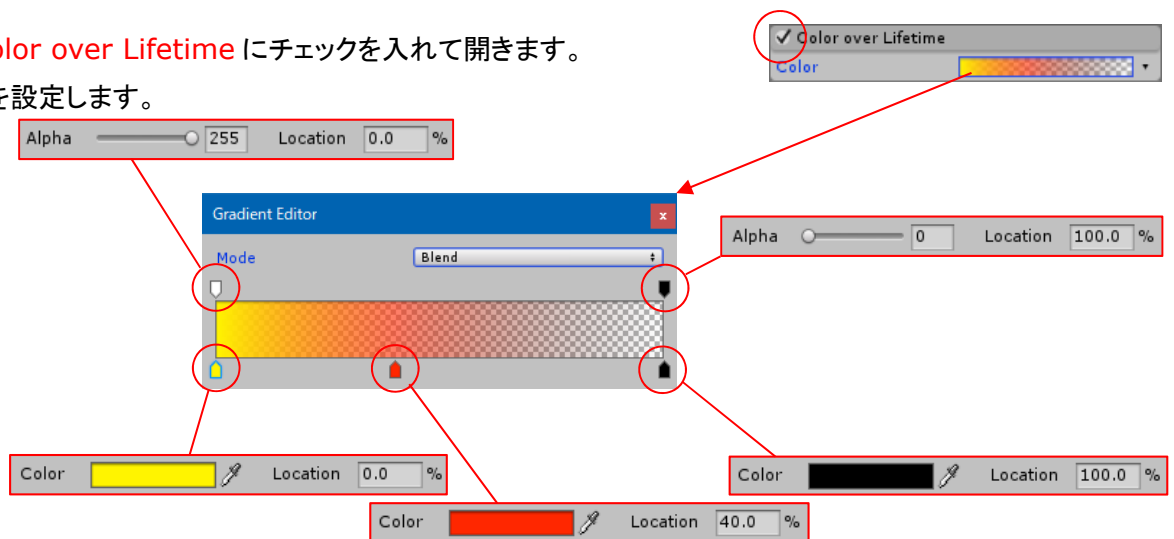 olor over Lifetime にチェックを入れて開きます。
を設定します。
Color over Lifetime
Color
Alpha 255 Location 0.0 %
Gradient Editor x
Mode Blend
Alpha 0 Location 100.0 %
Color Location 0.0 %
Color Location 40.0 %
Color Location 100.0 %